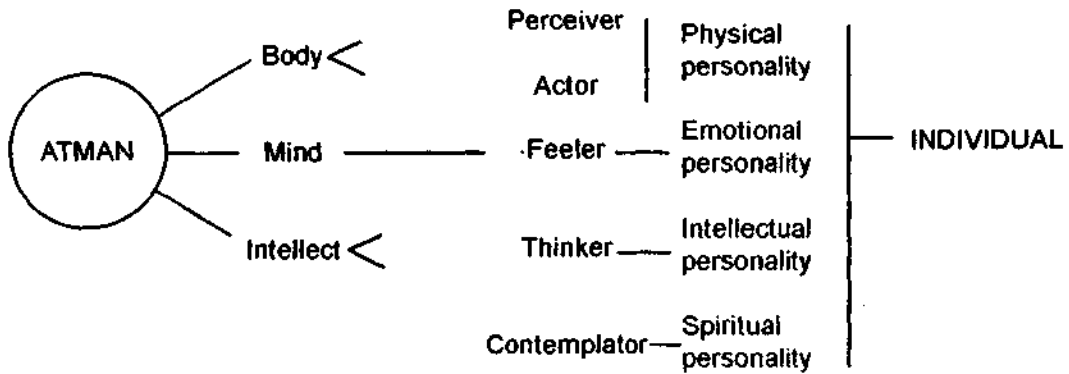 Perceiver
Physical
personality
Body
Actor
ATMAN
Mind
Feeler
Emotional
personality
INDIVIDUAL
Intellect
Thinker
Intellectual
personality
Contemplator
Spiritual
personality